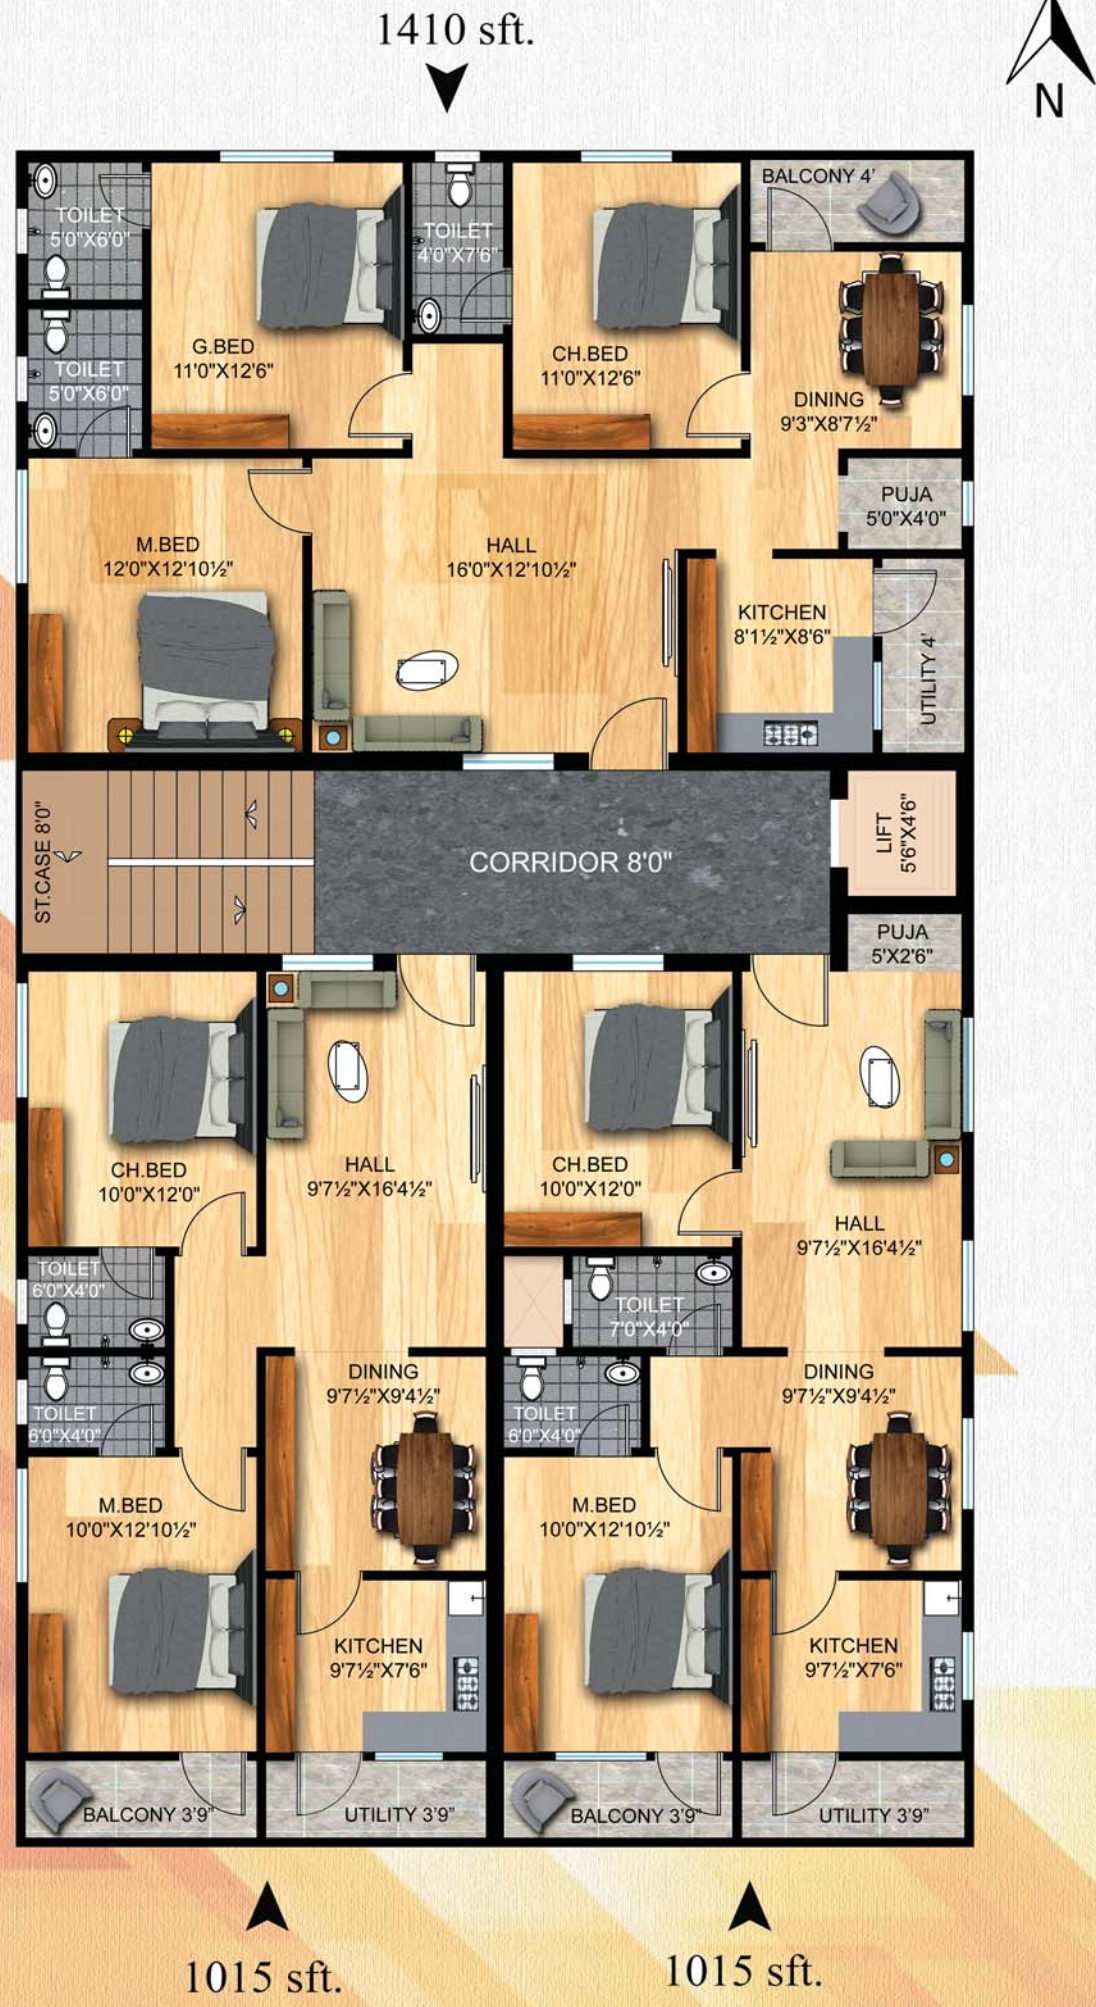 1410 sft.
N
BALCONY 4'
TOILET
5'0"X6'0"
TOILET
4'0"X7'6"
G.BED
11'0"X12'6"
CH.BED
11'0"X12'6"
TOILET
5'0"X6'0"
DINING
9'3"X8'7½"
PUJA
5'0"X4'0"
M.BED
12'0"X12'10½"
HALL
16'0"X12'10½"
KITCHEN
8'1½"X8'6"
UTILITY 4'
ST.CASE 8'0"
CORRIDOR 8'0"
LIFT
5'6"X4'6"
PUJA
5'X2'6"
CH.BED
10'0"X12'0"
HALL
9'7½"X16'4½"
CH.BED
10'0"X12'0"
HALL
9'7½"X16'4½"
TOILET
6'0"X4'0"
TOILET
7'0"X4'0"
DINING
9'7½"X9'4½"
DINING
9'7½"X9'4½"
TOILET
6'0"X4'0"
TOILET
6'0"X4'0"
M.BED
10'0"X12'10½"
M.BED
10'0"X12'10½"
KITCHEN
9'7½"X7'6"
KITCHEN
9'7½"X7'6"
BALCONY 3'9"
UTILITY 3'9"
BALCONY 3'9"
UTILITY 3'9"
1015 sft.
1015 sft.